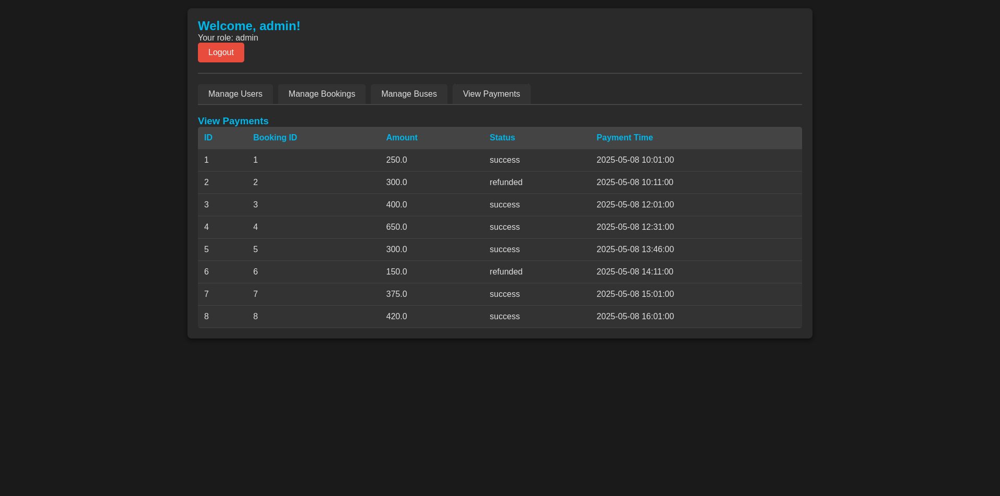 Welcome, admin!
Your role: admin
Logout
Manage Users Manage Bookings Manage Buses View Payments
View Payments
ID Booking ID Amount Status Payment Time
1 1 250.0 success 2025-05-08 10:01:00
2 2 300.0 refunded 2025-05-08 10:11:00
3 3 400.0 success 2025-05-08 12:01:00
4 4 650.0 success 2025-05-08 12:31:00
5 5 300.0 success 2025-05-08 13:46:00
6 6 150.0 refunded 2025-05-08 14:11:00
7 7 375.0 success 2025-05-08 15:01:00
8 8 420.0 success 2025-05-08 16:01:00